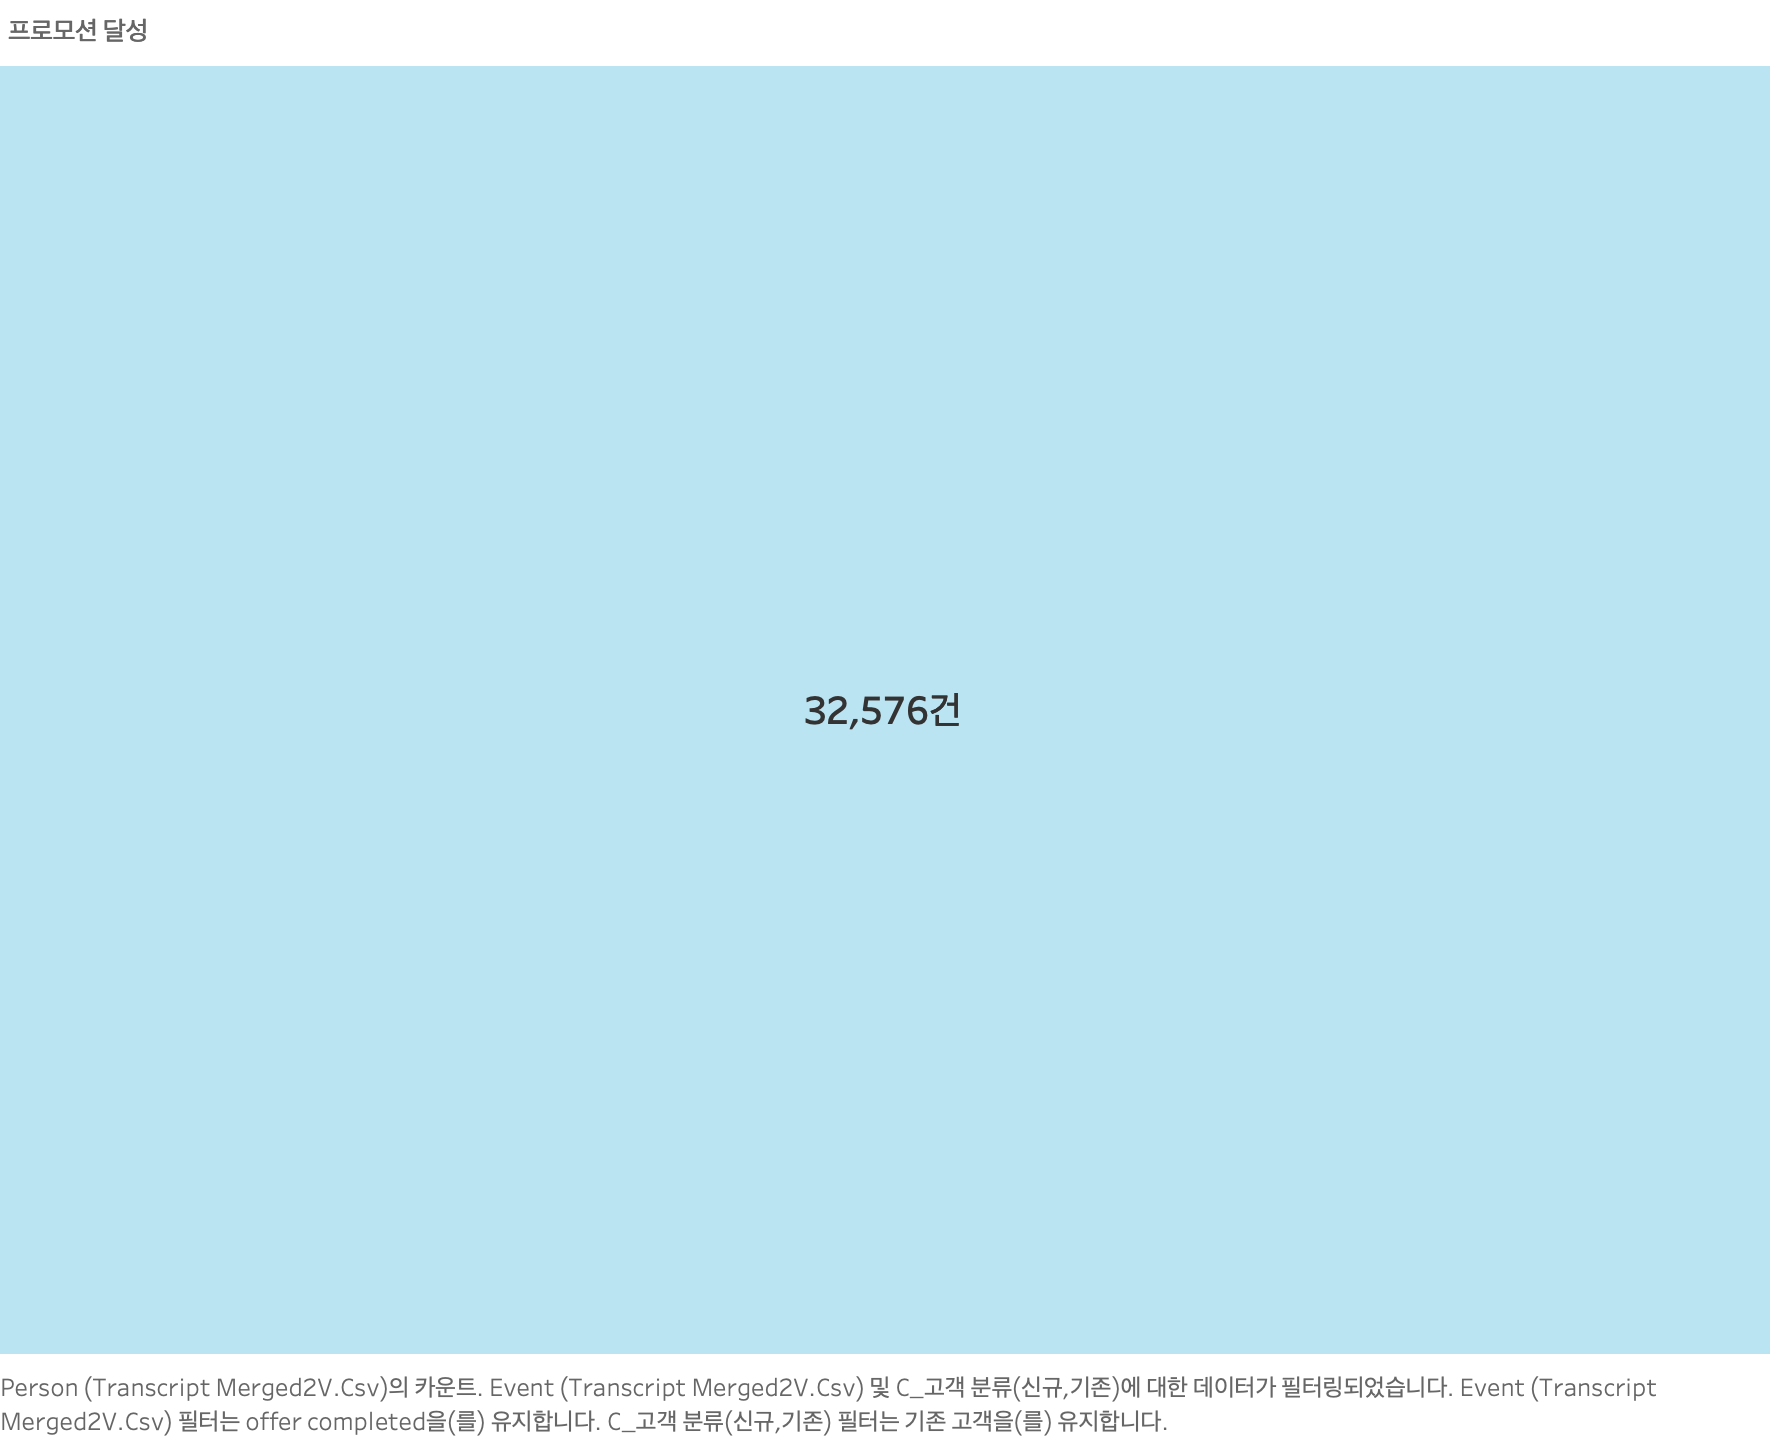 프로모션 달성
32,576건
Person (Transcript Merged2V.Csv)의 카운트. Event (Transcript Merged2V.Csv) 및 C_고객 분류(신규,기존)에 대한 데이터가 필터링되었습니다. Event (Transcript
Merged2V.Csv) 필터는 offer completed을(를) 유지합니다. C_고객 분류(신규,기존) 필터는 기존 고객을(를) 유지합니다.